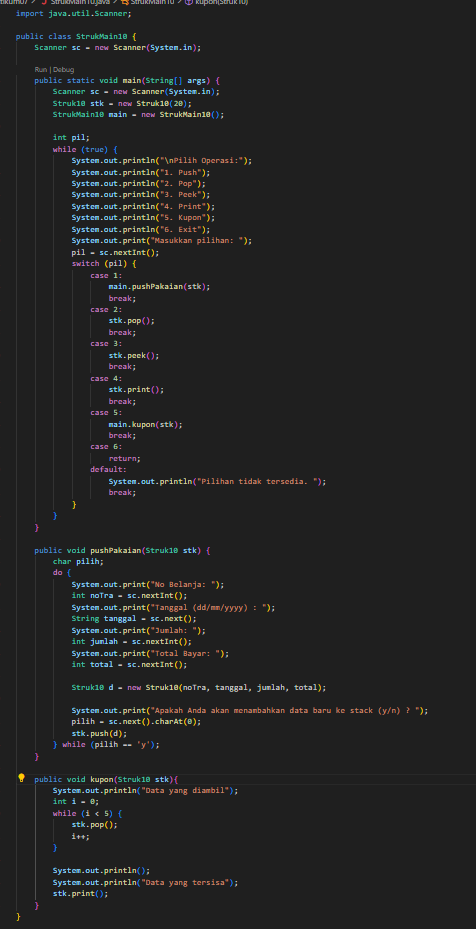 StrukMain10.java > StrukMain10 > kupon(Struk10)
import java.util.Scanner;
public class StrukMain10 {
Scanner sc = new Scanner(System.in);
Run | Debug
public static void main(String[] args) {
Scanner sc = new Scanner(System.in);
Struk10 stk = new Struk10(20);
StrukMain10 main = new StrukMain10();
int pil;
while (true) {
System.out.println("\nPilih Operasi:");
System.out.println("1. Push");
System.out.println("2. Pop");
System.out.println("3. Peek");
System.out.println("4. Print");
System.out.println("5. Kupon");
System.out.println("6. Exit");
System.out.print("Masukkan pilihan: ");
pil = sc.nextInt();
switch (pil) {
case 1:
main.pushPakaian(stk);
break;
case 2:
stk.pop();
break;
case 3:
stk.peek();
break;
case 4:
stk.print();
break;
case 5:
main.kupon(stk);
break;
case 6:
return;
default:
System.out.println("Pilihan tidak tersedia. ");
break;
}
}
}
public void pushPakaian(Struk10 stk) {
char pilih;
do {
System.out.print("No Belanja: ");
int noTra = sc.nextInt();
System.out.print("Tanggal (dd/mm/yyyy) : ");
String tanggal = sc.next();
System.out.print("Jumlah: ");
int jumlah = sc.nextInt();
System.out.print("Total Bayar: ");
int total = sc.nextInt();
Struk10 d = new Struk10(noTra, tanggal, jumlah, total);
System.out.print("Apakah Anda akan menambahkan data baru ke stack (y/n) ? ");
pilih = sc.next().charAt(0);
stk.push(d);
} while (pilih == 'y');
}
public void kupon(Struk10 stk){
System.out.println("Data yang diambil");
int i = 0;
while (i < 5) {
stk.pop();
i++;
}
System.out.println();
System.out.println("Data yang tersisa");
stk.print();
}
}